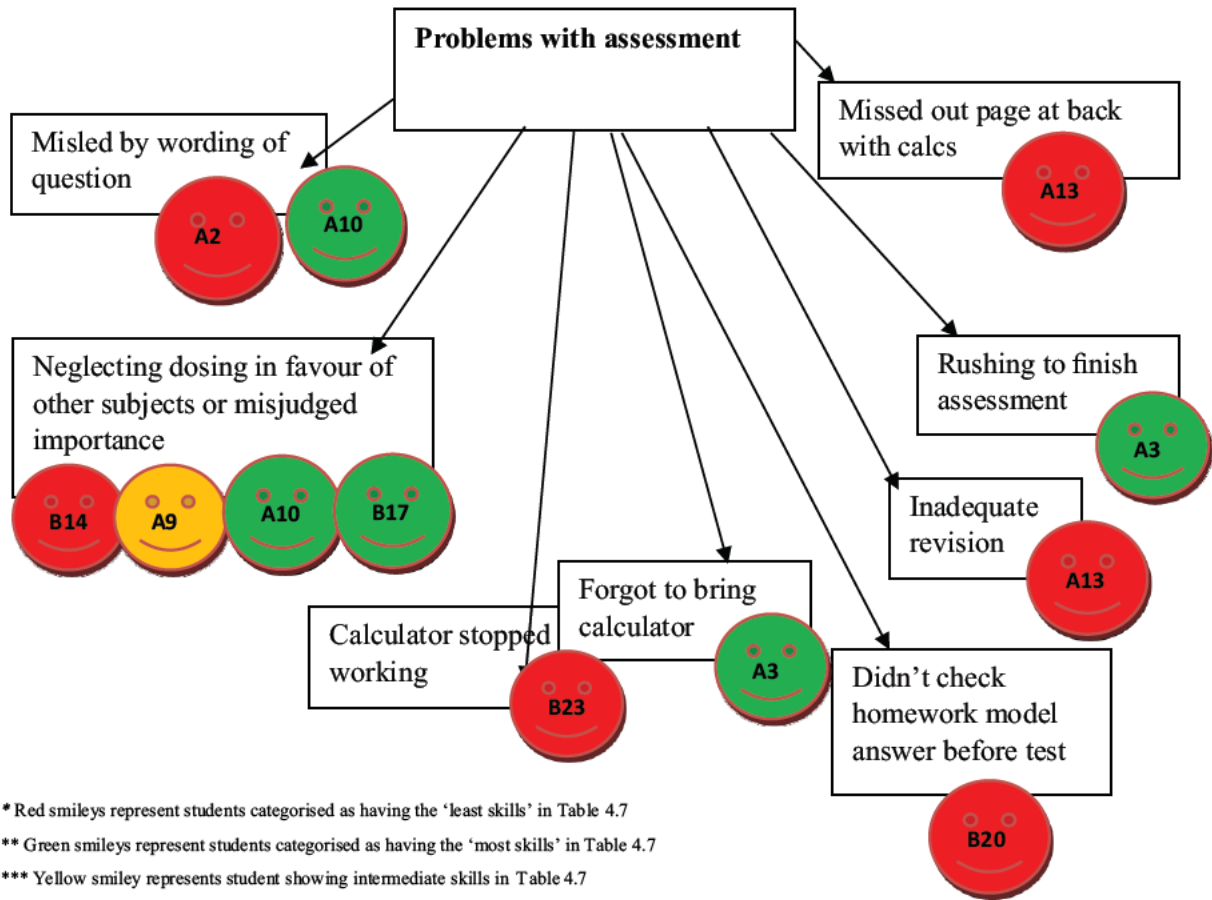 Problems with assessment
Missed out page at back
with calcs
A13
Misled by wording of
question
A2
A10
Neglecting dosing in favour of
other subjects or misjudged
importance
B14
A9
A10
B17
Rushing to finish
assessment
A3
Inadequate
revision
A13
Forgot to bring
calculator
A3
Calculator stopped
working
B23
Didn’t check
homework model
answer before test
B20
* Red smileys represent students categorised as having the ‘least skills’ in Table 4.7
** Green smileys represent students categorised as having the ‘most skills’ in Table 4.7
*** Yellow smiley represents student showing intermediate skills in Table 4.7